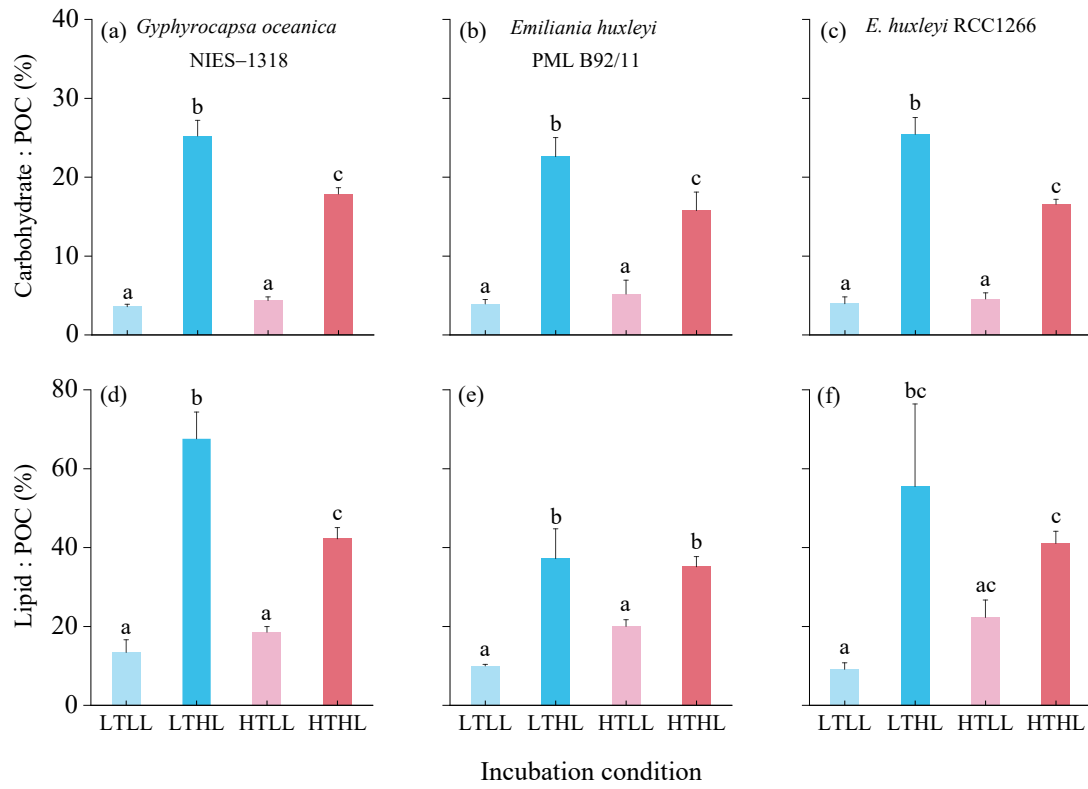 Carbohydrate : POC (%)
40
30
20
10
0
(a) Gyphyrocapsa oceanica
NIES–1318
a
b
a
c
(b) Emiliania huxleyi
PML B92/11
a
b
a
c
(c) E. huxleyi RCC1266
a
b
a
c
Lipid : POC (%)
80
60
40
20
0
(d)
a
b
a
c
(e)
a
b
a
b
(f)
a
bc
ac
c
LTLL LTHL HTLL HTHL
LTLL LTHL HTLL HTHL
LTLL LTHL HTLL HTHL
Incubation condition